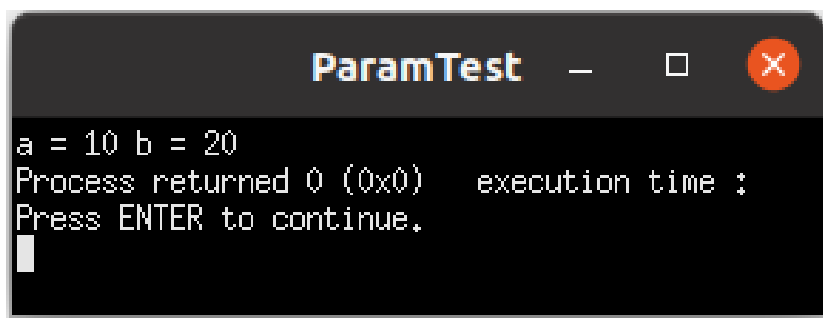 ParamTest
a = 10 b = 20
Process returned 0 (0x0)   execution time :
Press ENTER to continue.